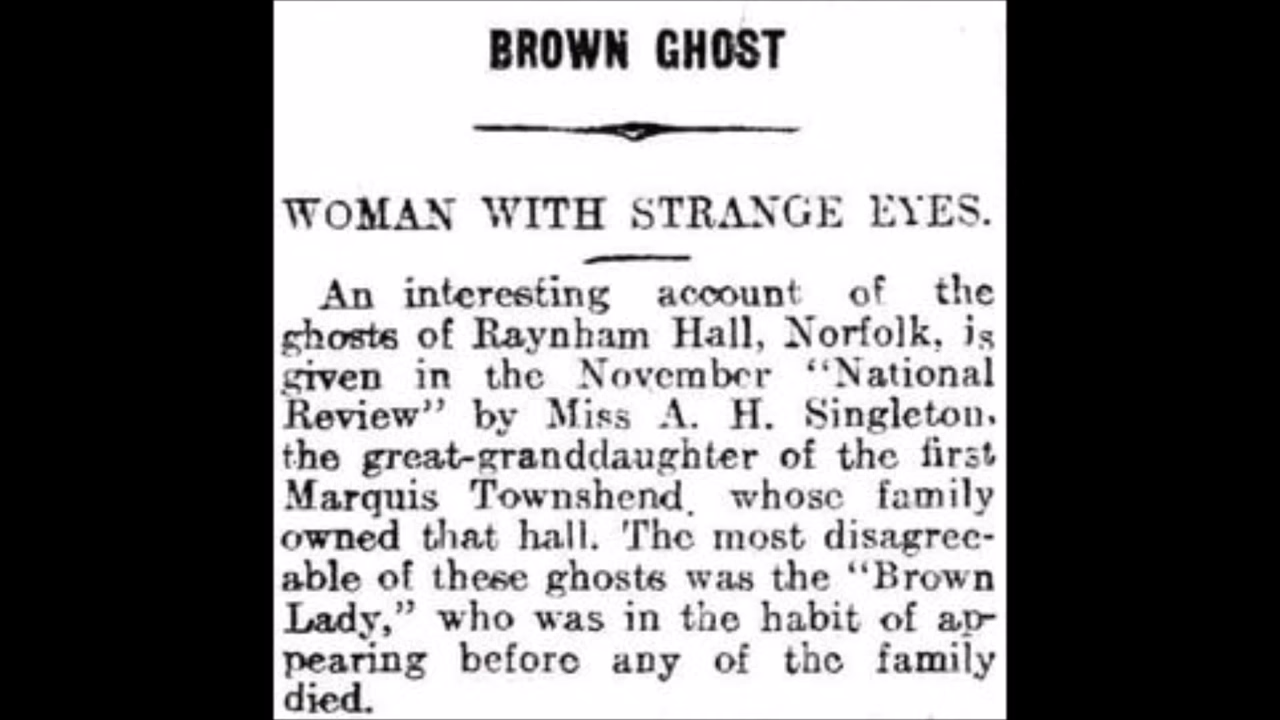 BROWN GHOST
WOMAN WITH STRANGE EYES.
An interesting account of the
ghosts of Raynham Hall, Norfolk, is
given in the November "National
Review" by Miss A. H. Singleton,
the great-granddaughter of the first
Marquis Townshend, whose family
owned that hall. The most disagree-
able of these ghosts was the "Brown
Lady," who was in the habit of ap-
pearing before any of the family
died.